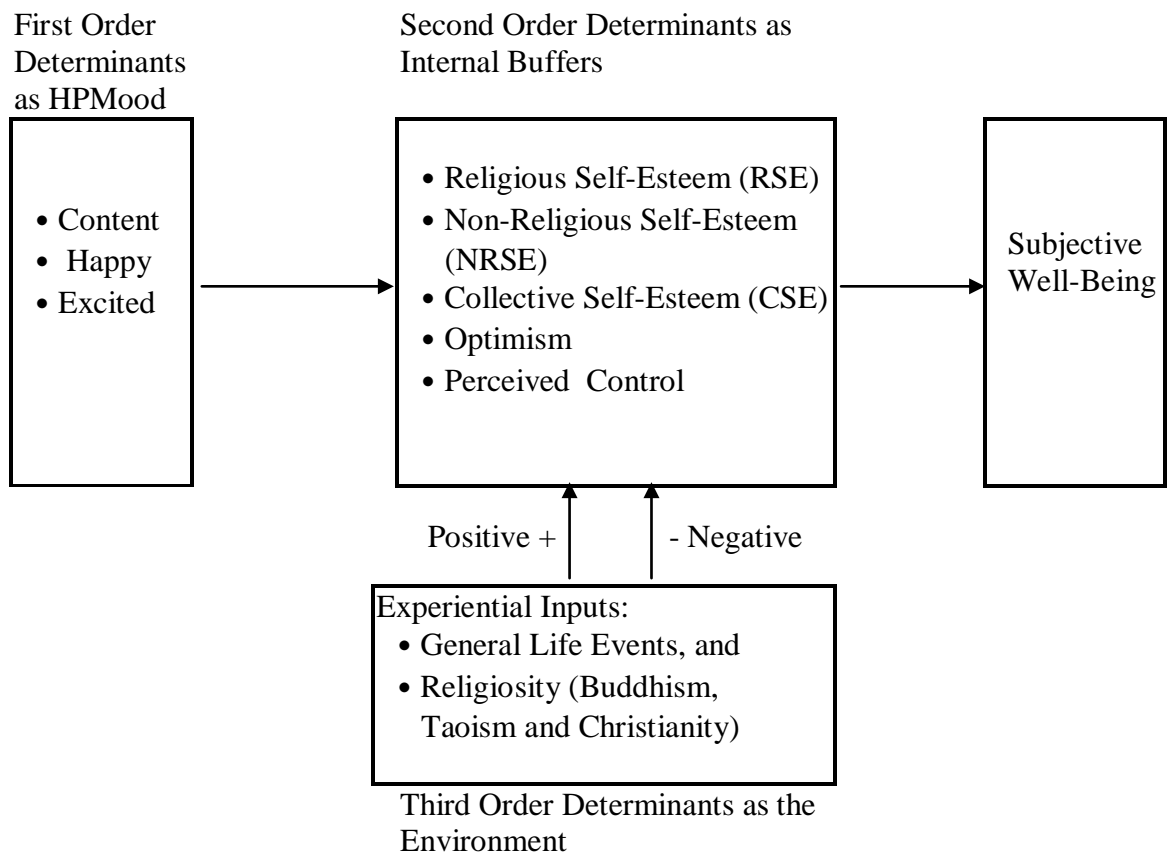 First Order
Determinants
as HPMood
• Content
• Happy
• Excited
Second Order Determinants as
Internal Buffers
• Religious Self-Esteem (RSE)
• Non-Religious Self-Esteem
(NRSE)
• Collective Self-Esteem (CSE)
• Optimism
• Perceived Control
Subjective
Well-Being
Positive +
- Negative
Experiential Inputs:
• General Life Events, and
• Religiosity (Buddhism,
Taoism and Christianity)
Third Order Determinants as the
Environment